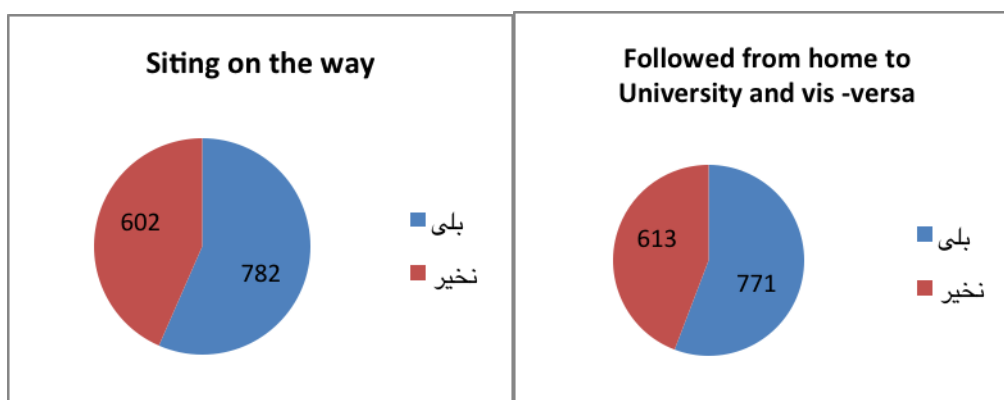 Siting on the way
602
782
بلی
نخیر
Followed from home to
University and vis -versa
613
771
بلی
نخیر